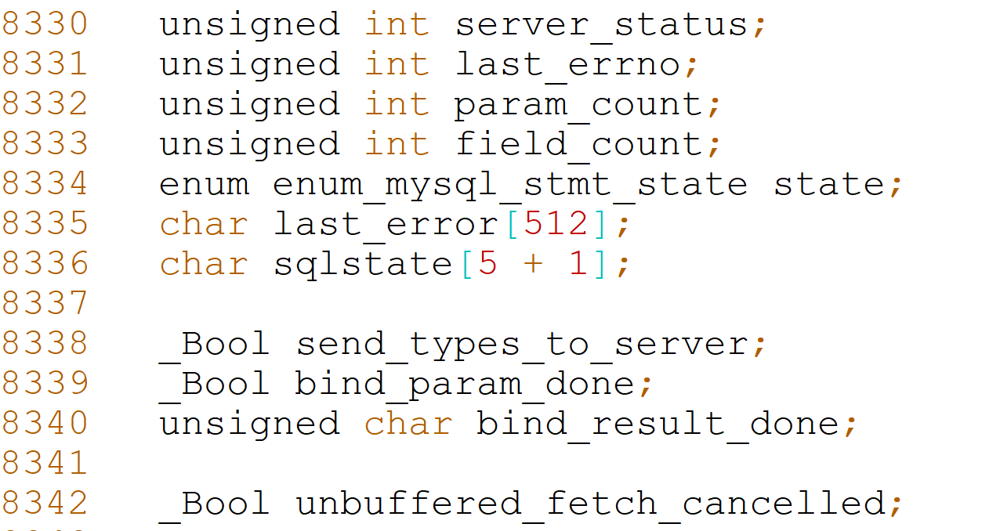 8330 unsigned int server_status;
8331 unsigned int last_errno;
8332 unsigned int param_count;
8333 unsigned int field_count;
8334 enum enum_mysql_stmt_state state;
8335 char last_error[512];
8336 char sqlstate[5 + 1];
8337
8338 _Bool send_types_to_server;
8339 _Bool bind_param_done;
8340 unsigned char bind_result_done;
8341
8342 _Bool unbuffered_fetch_cancelled;